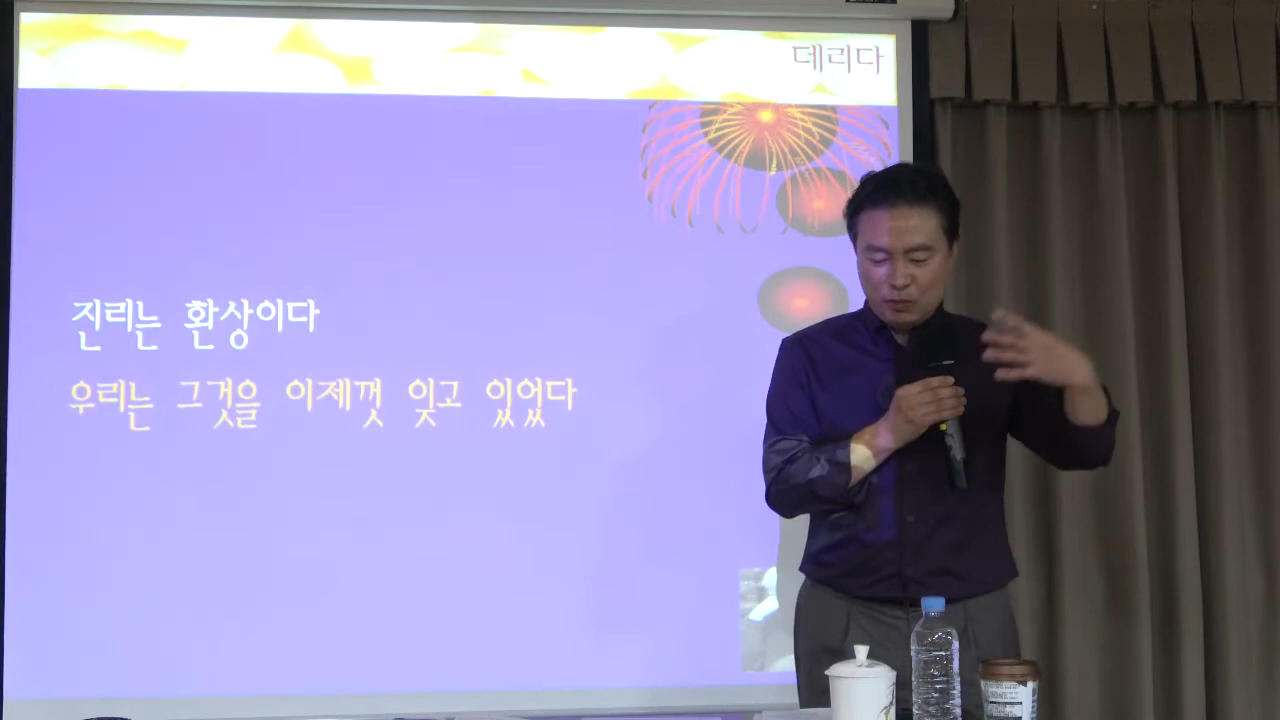 데리다
진리는 환상이다
우리는 그것을 이제껏 잊고 있었다